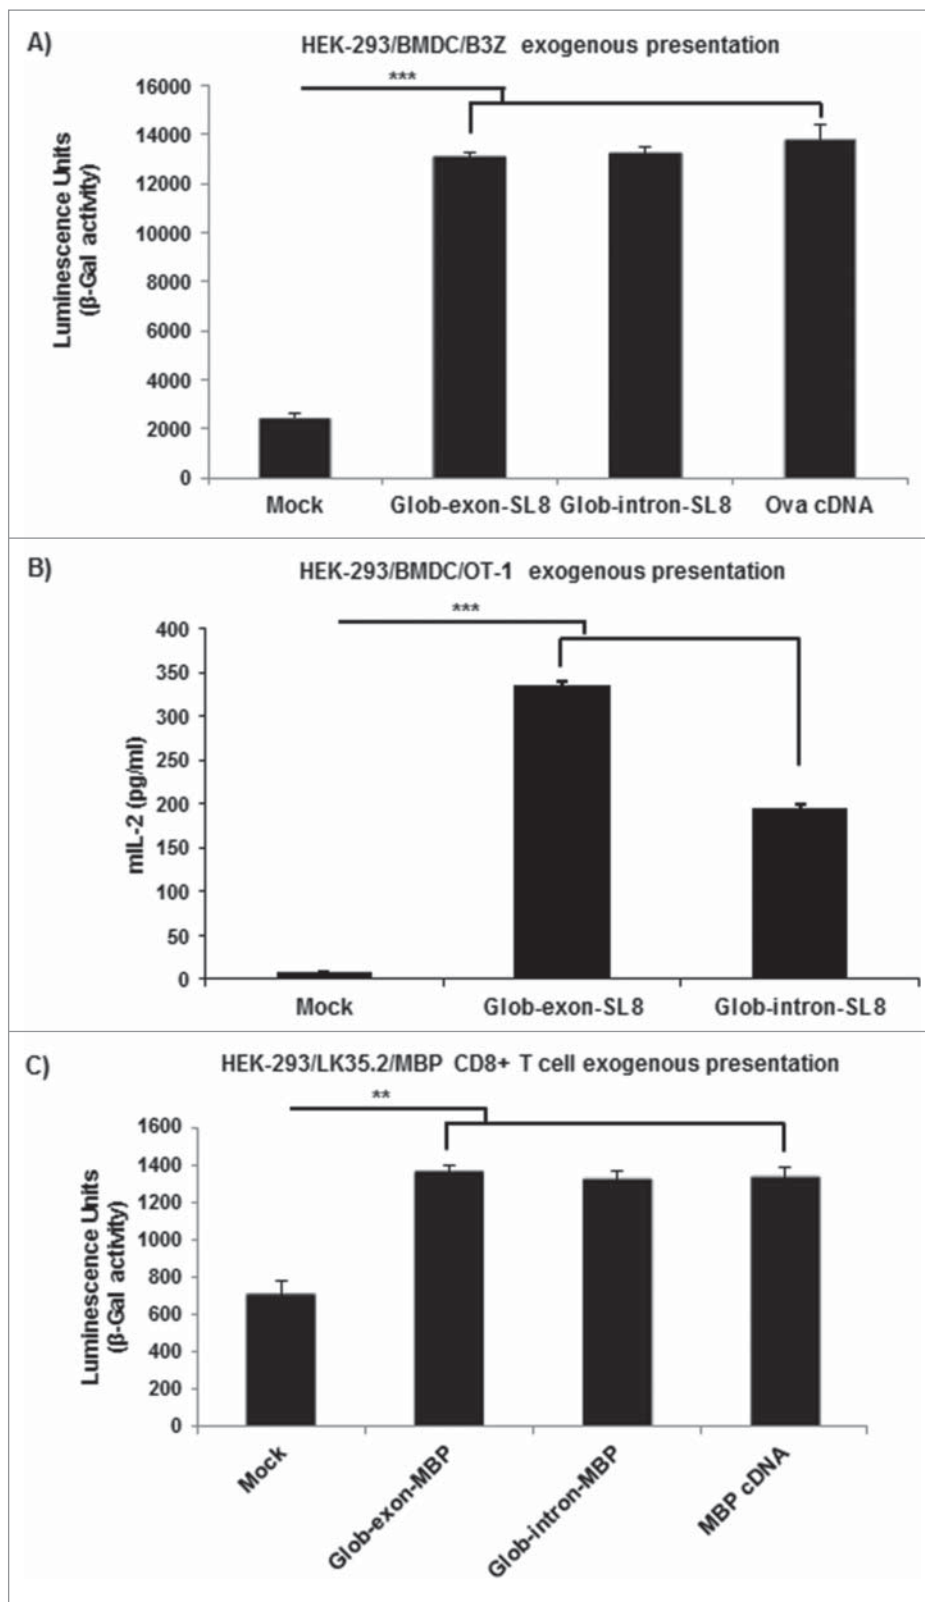 A)
HEK-293/BMDC/B3Z exogenous presentation
***
Luminescence Units
(β-Gal activity)
16000
14000
12000
10000
8000
6000
4000
2000
0
Mock Glob-exon-SL8 Glob-intron-SL8 Ova cDNA
B)
HEK-293/BMDC/OT-1 exogenous presentation
***
mIL-2 (pg/ml)
400
350
300
250
200
150
100
50
0
Mock Glob-exon-SL8 Glob-intron-SL8
C)
HEK-293/LK35.2/MBP CD8+ T cell exogenous presentation
**
Luminescence Units
(β-Gal activity)
1600
1400
1200
1000
800
600
400
200
0
Mock
Glob-exon-MBP
Glob-intron-MBP
MBP cDNA